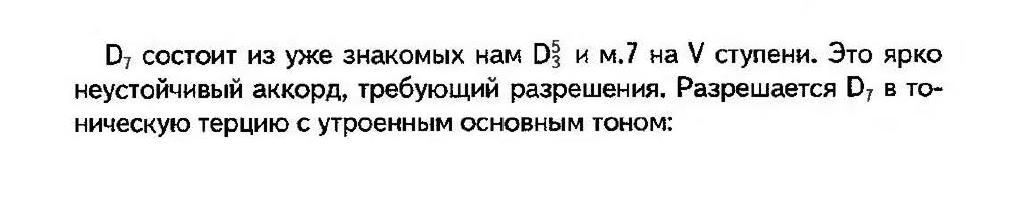 D₇ состоит из уже знакомых нам D⁵₃ и м.7 на V ступени. Это ярко
неустойчивый аккорд, требующий разрешения. Разрешается D₇ в то-
ническую терцию с утроенным основным тоном: